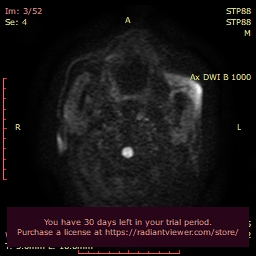 Im: 3/52
STP88
Se: 4
STP88
A
M
Ax DWI B 1000
R
L
You have 30 days left in your trial period.
Purchase a license at https://radiantviewer.com/store/